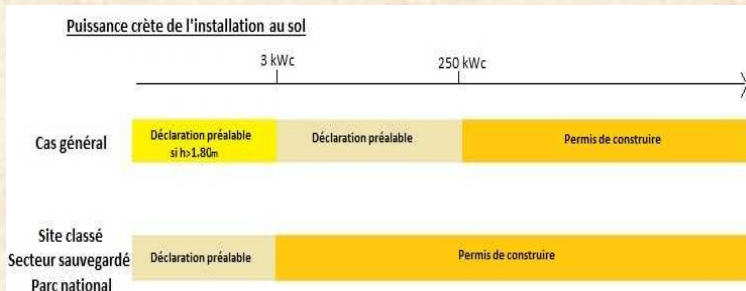 Puissance crête de l'installation au sol
3 kWc
250 kWc
Cas général
Déclaration préalable
si h>1,80m
Déclaration préalable
Permis de construire
Site classé
Secteur sauvegardé
Parc national
Déclaration préalable
Permis de construire